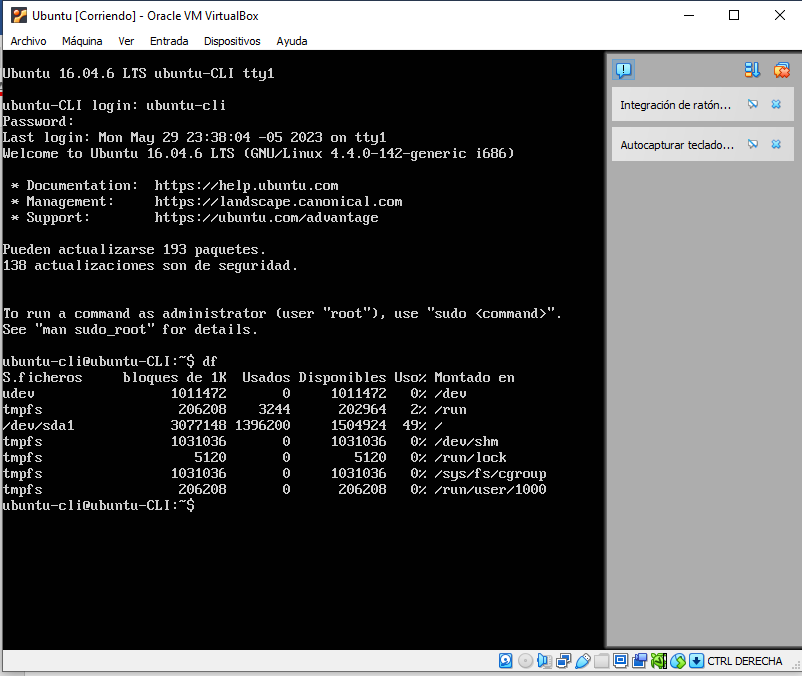 Ubuntu [Corriendo] - Oracle VM VirtualBox
Archivo Máquina Ver Entrada Dispositivos Ayuda
Ubuntu 16.04.6 LTS ubuntu-CLI tty1
ubuntu-CLI login: ubuntu-cli
Password:
Last login: Mon May 29 23:38:04 -05 2023 on tty1
Welcome to Ubuntu 16.04.6 LTS (GNU/Linux 4.4.0-142-generic i686)
* Documentation: https://help.ubuntu.com
* Management: https://landscape.canonical.com
* Support: https://ubuntu.com/advantage
Pueden actualizarse 193 paquetes.
138 actualizaciones son de seguridad.
To run a command as administrator (user "root"), use "sudo <command>".
See "man sudo_root" for details.
ubuntu-cli@ubuntu-CLI:~$ df
S.ficheros bloques de 1K Usados Disponibles Uso% Montado en
udev 1011472 0 1011472 0% /dev
tmpfs 206208 3244 202964 2% /run
/dev/sda1 3077148 1396200 1504924 49% /
tmpfs 1031036 0 1031036 0% /dev/shm
tmpfs 5120 0 5120 0% /run/lock
tmpfs 1031036 0 1031036 0% /sys/fs/cgroup
tmpfs 206208 0 206208 0% /run/user/1000
ubuntu-cli@ubuntu-CLI:~$
Integración de ratón...
Autocapturar teclado...
CTRL DERECHA